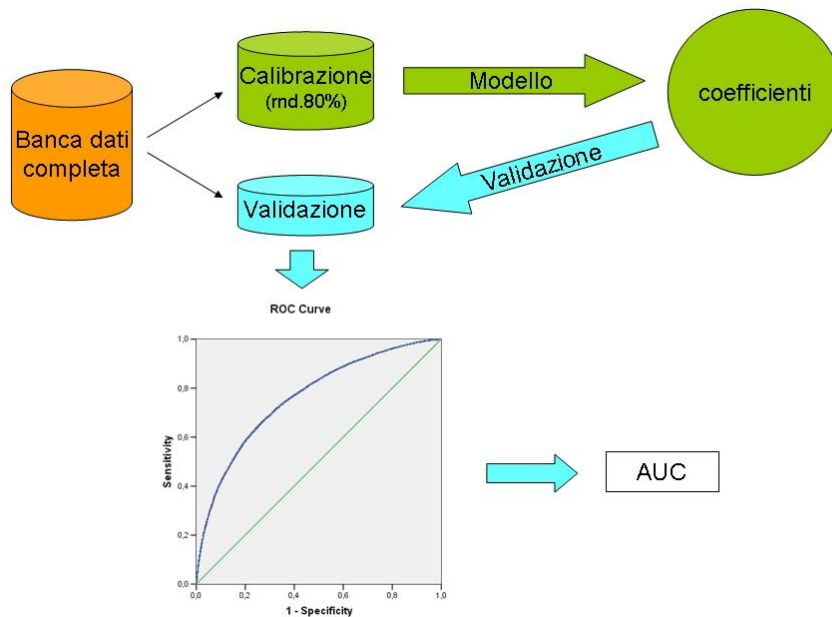 Banca dati
completa
Calibrazione
(rnd.80%)
Modello
coefficienti
Validazione
Validazione
ROC Curve
Sensitivity
1,0
0,8
0,6
0,4
0,2
0,0
0,0
0,2
0,4
0,6
0,8
1,0
1 - Specificity
AUC